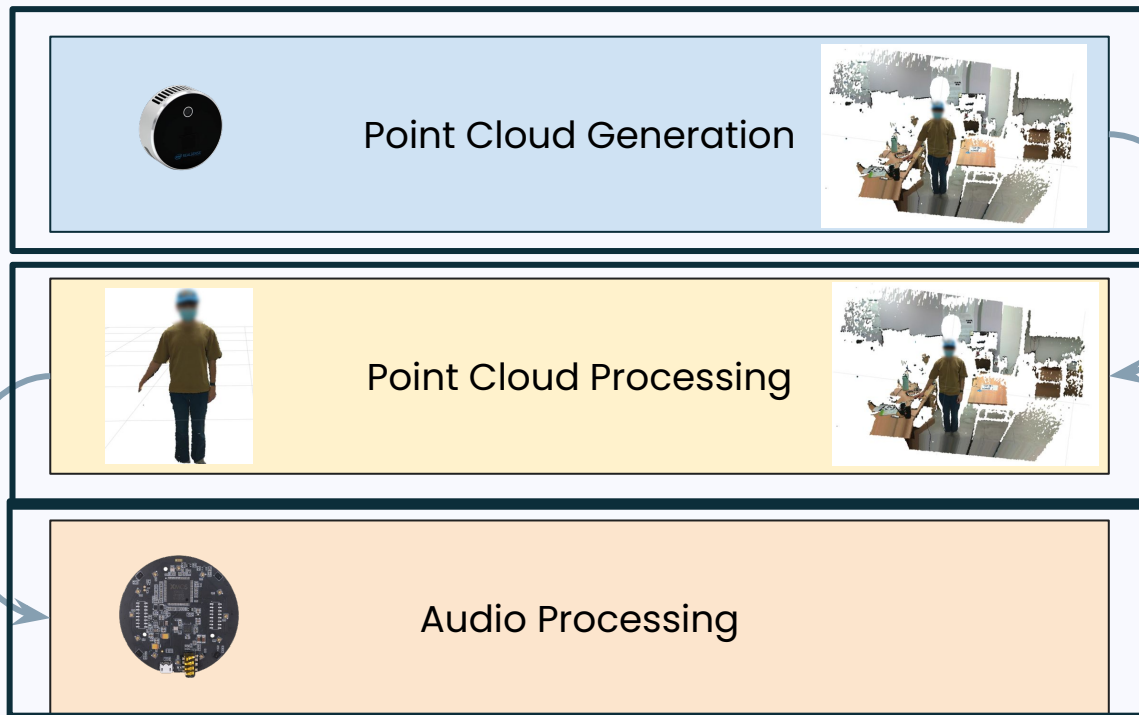 Point Cloud Generation
Point Cloud Processing
Audio Processing